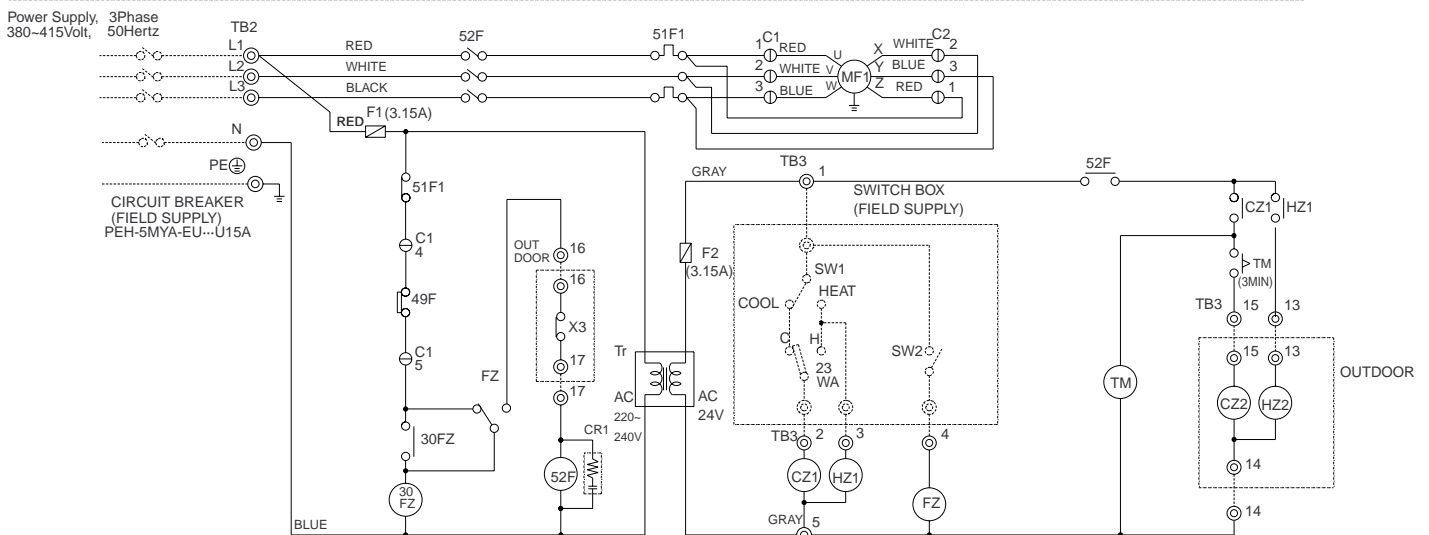 Power Supply, 3Phase
380~415Volt, 50Hertz
TB2
L1
RED
52F
51F1
C1
1
RED
U
X
WHITE
C2
2
L2
WHITE
2
WHITE
V
MF1
Y
BLUE
3
L3
BLACK
3
BLUE
W
Z
RED
1
RED
F1(3.15A)
N
PE
CIRCUIT BREAKER
(FIELD SUPPLY)
PEH-5MYA-EU···U15A
51F1
C1
4
49F
C1
5
30FZ
30
FZ
BLUE
FZ
OUT
DOOR
16
16
X3
17
17
CR1
52F
Tr
AC
220~
240V
AC
24V
GRAY
F2
(3.15A)
TB3
1
SWITCH BOX
(FIELD SUPPLY)
SW1
COOL
HEAT
C
H
23
WA
SW2
TB3
2
3
4
CZ1
HZ1
FZ
GRAY
5
52F
CZ1
HZ1
TM
(3MIN)
TB3
15
13
15
13
OUTDOOR
TM
CZ2
HZ2
14
14